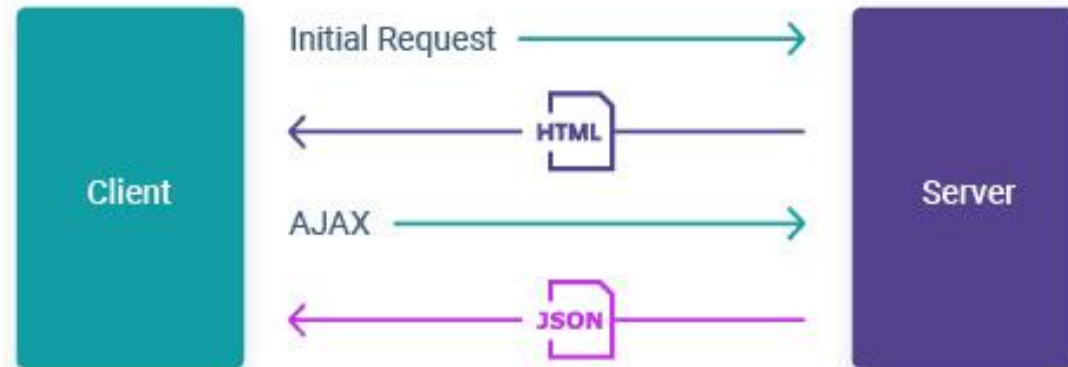 Initial Request
HTML
Client
Server
AJAX
JSON